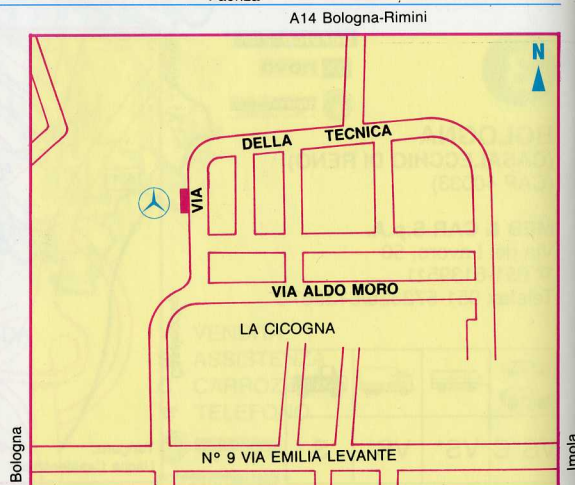 A14 Bologna-Rimini
N
DELLA TECNICA
VIA
VIA ALDO MORO
LA CICOGNA
Bologna
N° 9 VIA EMILIA LEVANTE
Imola